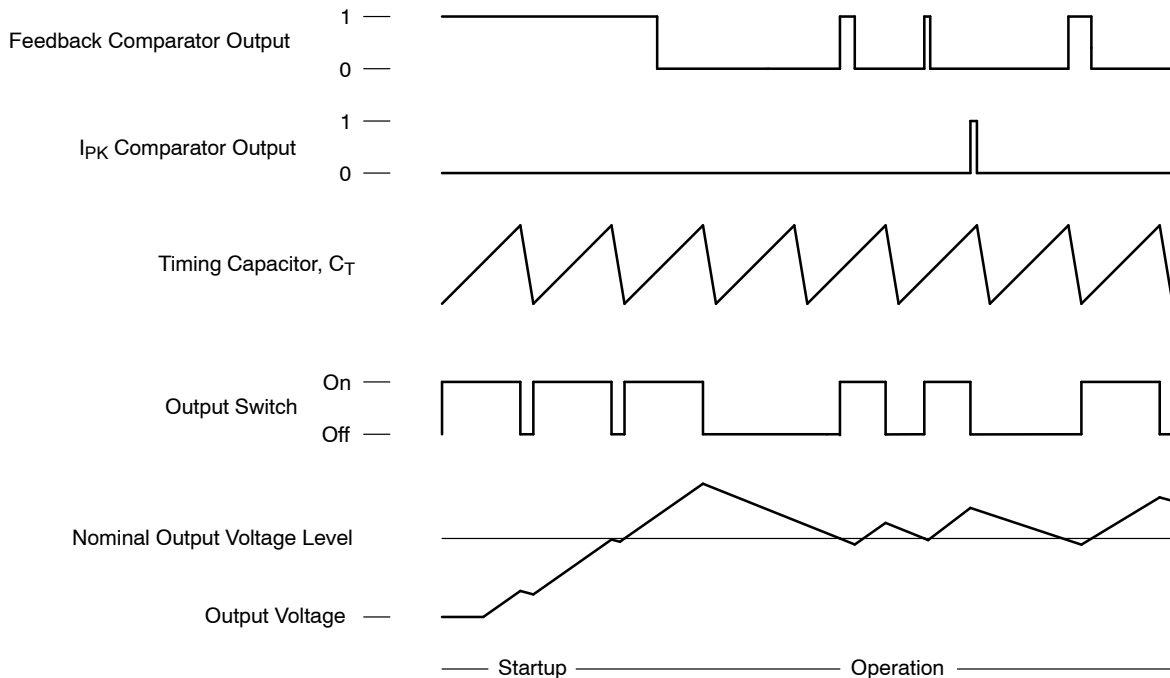 1
Feedback Comparator Output
0
1
IPK Comparator Output
0
Timing Capacitor, CT
On
Output Switch
Off
Nominal Output Voltage Level
Output Voltage
Startup
Operation